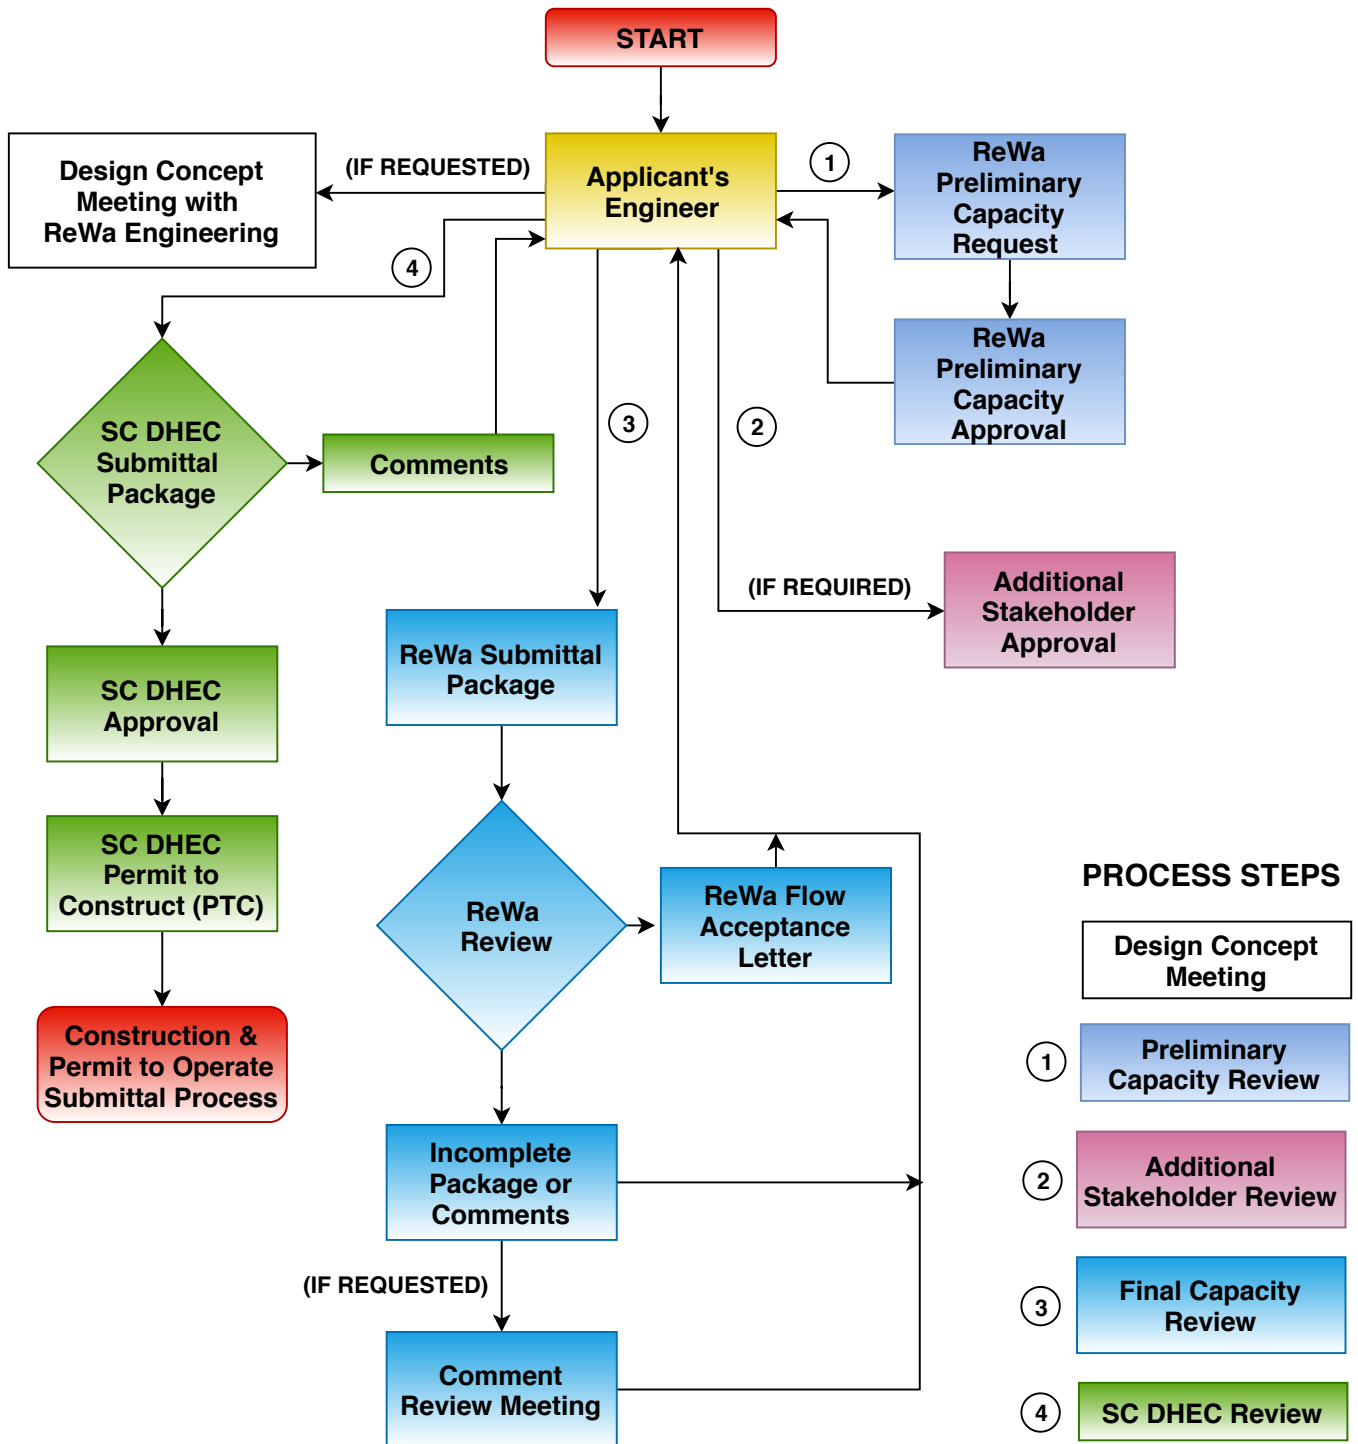 START
(IF REQUESTED)
Design Concept
Meeting with
ReWa Engineering
Applicant's
Engineer
1
ReWa
Preliminary
Capacity
Request
4
ReWa
Preliminary
Capacity
Approval
SC DHEC
Submittal
Package
Comments
3
2
(IF REQUIRED)
Additional
Stakeholder
Approval
ReWa Submittal
Package
SC DHEC
Approval
SC DHEC
Permit to
Construct (PTC)
ReWa
Review
ReWa Flow
Acceptance
Letter
Construction &
Permit to Operate
Submittal Process
Incomplete
Package or
Comments
(IF REQUESTED)
Comment
Review Meeting
PROCESS STEPS
Design Concept
Meeting
1
Preliminary
Capacity Review
2
Additional
Stakeholder Review
3
Final Capacity
Review
4
SC DHEC Review